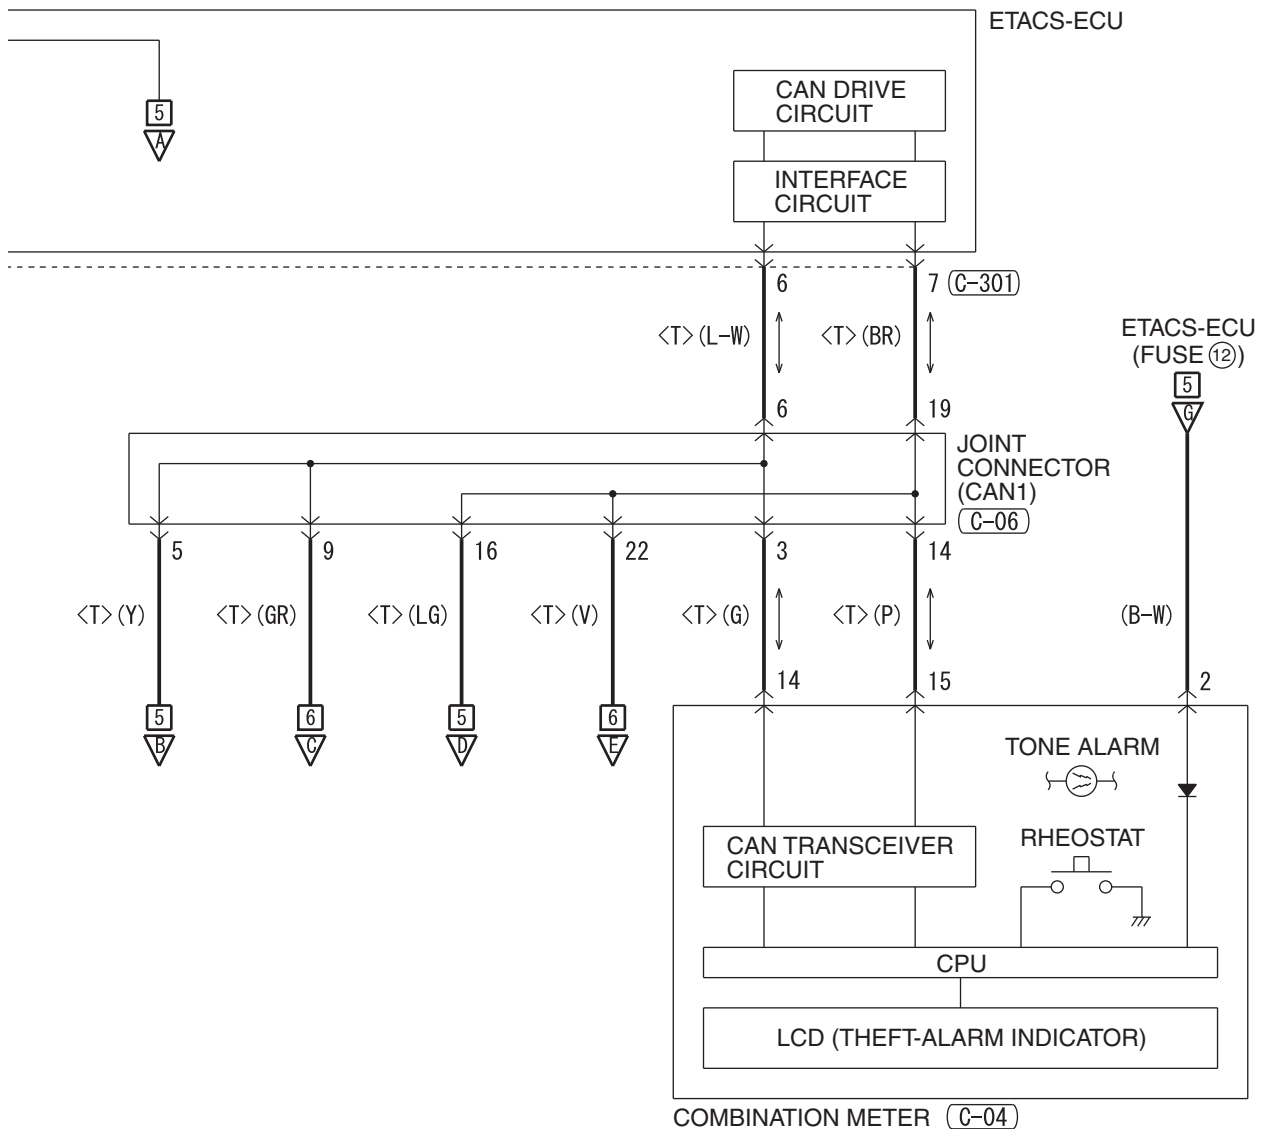 ETACS-ECU
CAN DRIVE
CIRCUIT
5
A
INTERFACE
CIRCUIT
6
7 (C-301)
<T>(L-W)
<T>(BR)
ETACS-ECU
(FUSE 12)
5
G
6
19
JOINT
CONNECTOR
(CAN1)
C-06
5
9
16
22
3
14
<T>(Y)
<T>(GR)
<T>(LG)
<T>(V)
<T>(G)
<T>(P)
(B-W)
14
15
2
5
B
6
C
5
D
6
E
TONE ALARM
CAN TRANSCEIVER
CIRCUIT
RHEOSTAT
CPU
LCD (THEFT-ALARM INDICATOR)
COMBINATION METER C-04